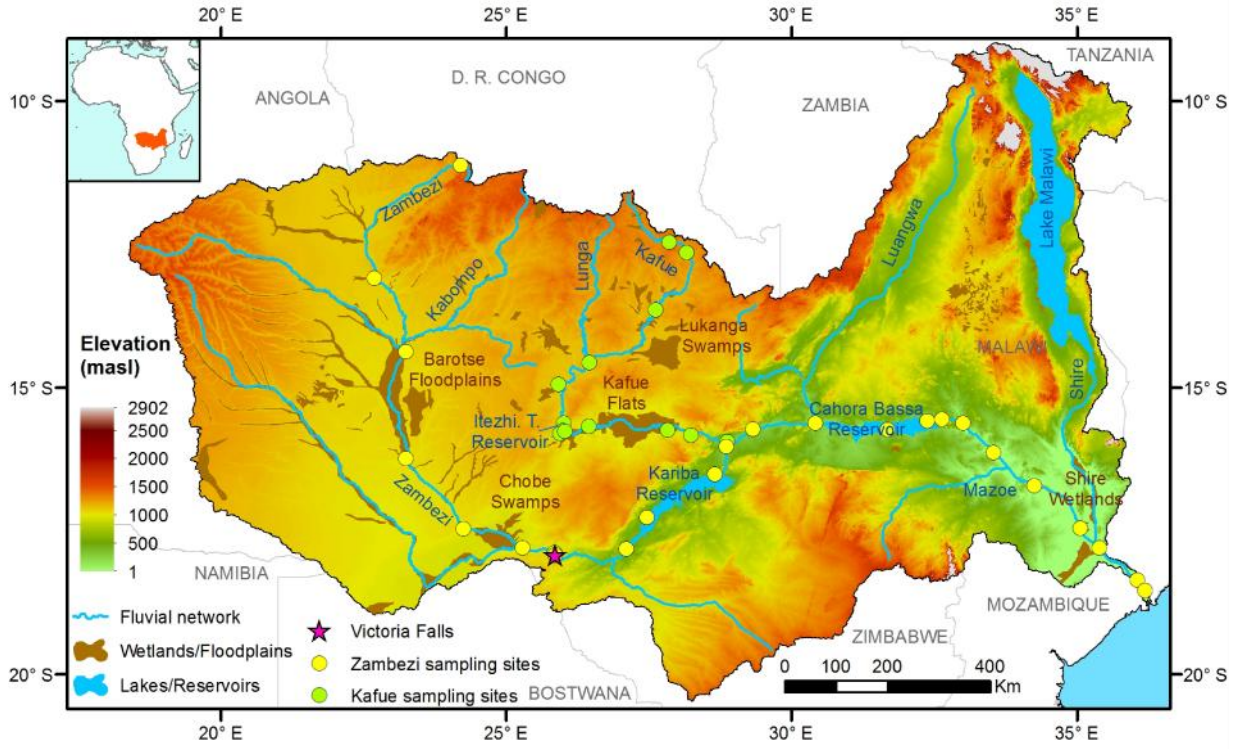 20° E
25° E
30° E
35° E
TANZANIA
D. R. CONGO
ANGOLA
ZAMBIA
10° S
10° S
Zambezi
Kabompo
Lunga
Kafue
Luangwa
Lake Malawi
Lukanga
Swamps
MALAWI
Shire
Elevation
(masl)
2902
2500
2000
1500
1000
500
1
Barotse
Floodplains
Kafue
Flats
15° S
15° S
Itezhi. T.
Reservoir
Cahora Bassa
Reservoir
Kariba
Reservoir
Chobe
Swamps
Zambezi
Mazoe
Shire
Wetlands
NAMIBIA
MOZAMBIQUE
ZIMBABWE
BOSTWANA
Fluvial network
Wetlands/Floodplains
Lakes/Reservoirs
Victoria Falls
Zambezi sampling sites
Kafue sampling sites
0 100 200 400
Km
20° S
20° S
20° E
25° E
30° E
35° E